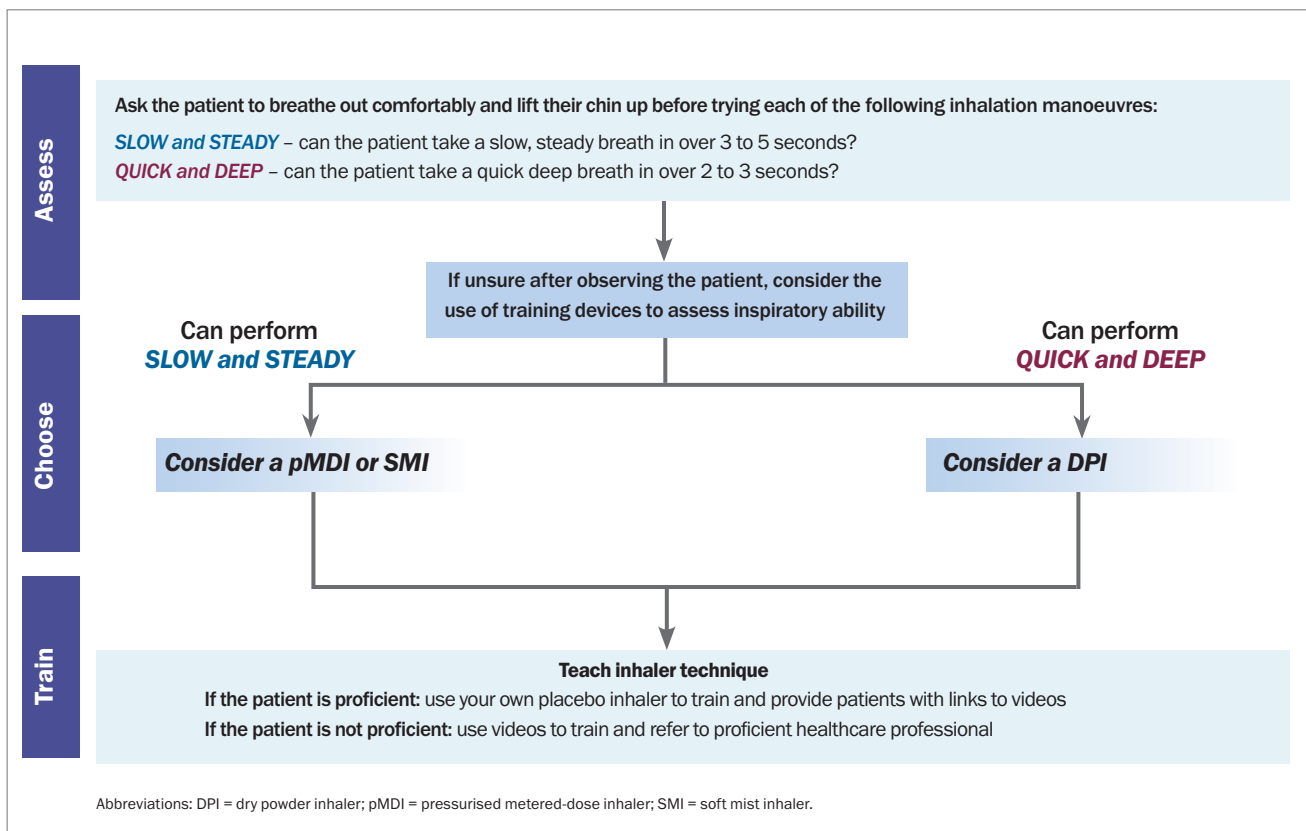 Assess
Ask the patient to breathe out comfortably and lift their chin up before trying each of the following inhalation manoeuvres:
SLOW and STEADY – can the patient take a slow, steady breath in over 3 to 5 seconds?
QUICK and DEEP – can the patient take a quick deep breath in over 2 to 3 seconds?
If unsure after observing the patient, consider the
use of training devices to assess inspiratory ability
Choose
Can perform
SLOW and STEADY
Can perform
QUICK and DEEP
Consider a pMDI or SMI
Consider a DPI
Train
Teach inhaler technique
If the patient is proficient: use your own placebo inhaler to train and provide patients with links to videos
If the patient is not proficient: use videos to train and refer to proficient healthcare professional
Abbreviations: DPI = dry powder inhaler; pMDI = pressurised metered-dose inhaler; SMI = soft mist inhaler.